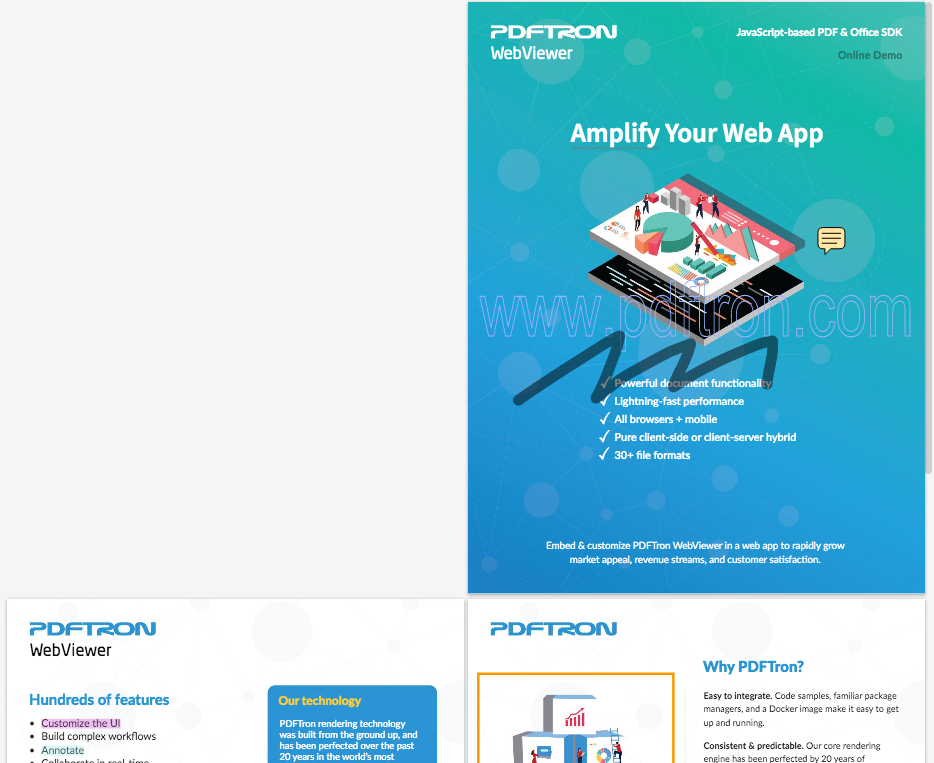 PDFTRON
WebViewer
JavaScript-based PDF & Office SDK
Online Demo
Amplify Your Web App
www.pdftron.com
✓ Powerful document functionality
✓ Lightning-fast performance
✓ All browsers + mobile
✓ Pure client-side or client-server hybrid
✓ 30+ file formats
Embed & customize PDFTron WebViewer in a web app to rapidly grow
market appeal, revenue streams, and customer satisfaction.
PDFTRON
WebViewer
Hundreds of features
• Customize the UI
• Build complex workflows
• Annotate
• Collaborate in real-time
Our technology
PDFTron rendering technology
was built from the ground up, and
has been perfected over the past
20 years in the world's most
PDFTRON
Why PDFTron?
Easy to integrate. Code samples, familiar package
managers, and a Docker image make it easy to get
up and running.
Consistent & predictable. Our core rendering
engine has been perfected by 20 years of